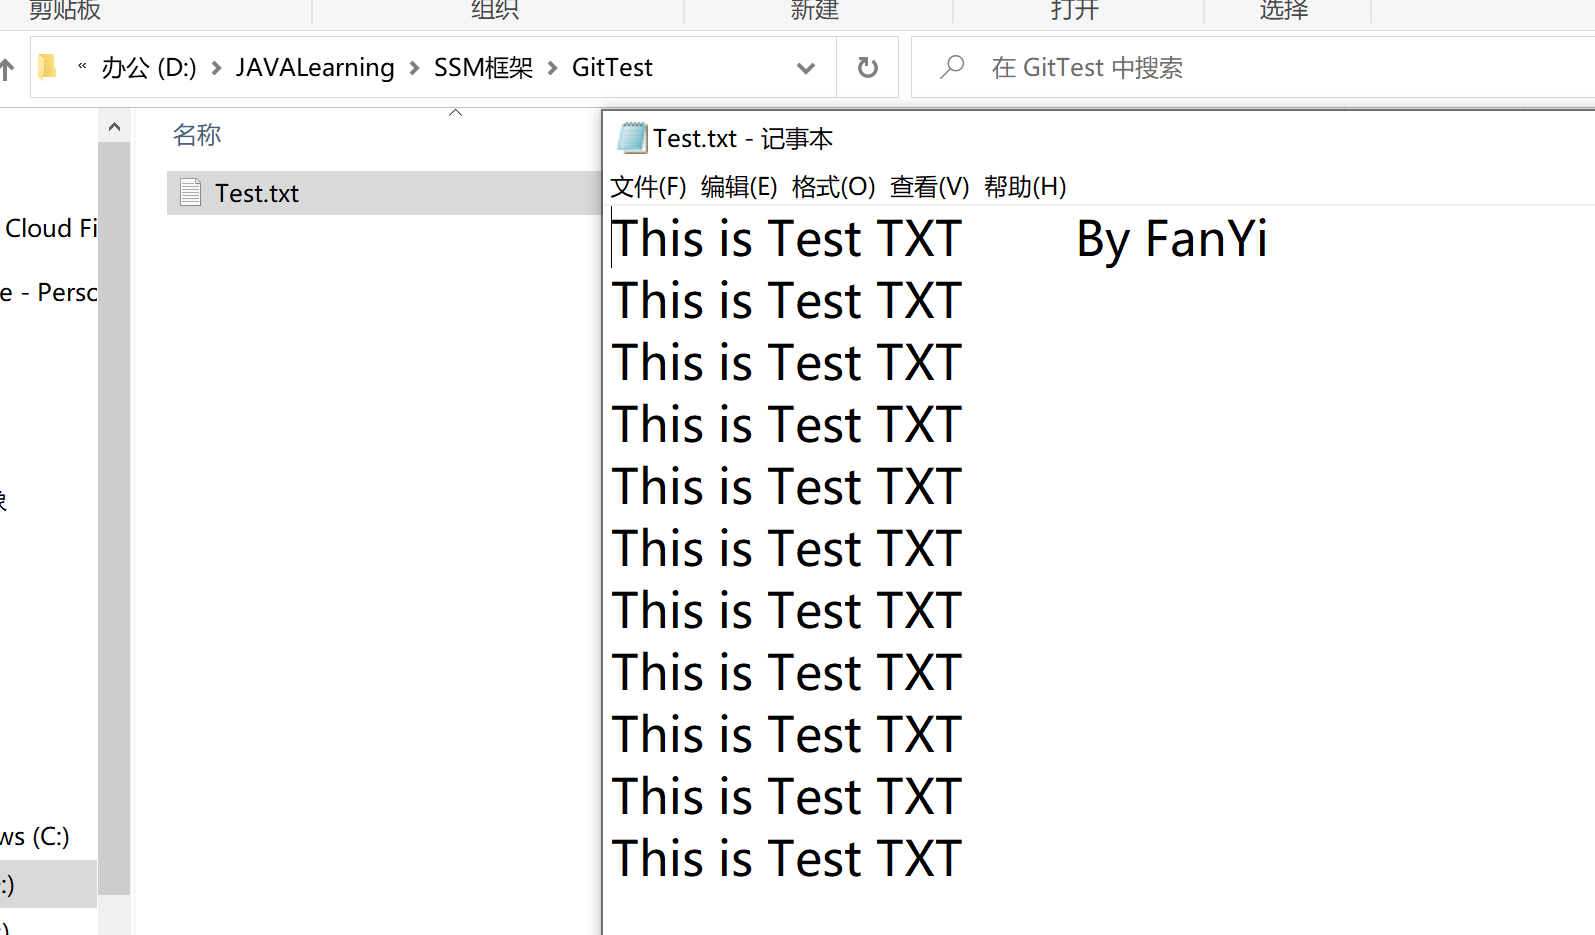 剪贴板 组织 新建 打开 选择
« 办公 (D:) > JAVALearning > SSM框架 > GitTest 在 GitTest 中搜索
名称
Test.txt
Cloud Fi
e - Persc
象
ws (C:)
:)
Test.txt - 记事本
文件(F) 编辑(E) 格式(O) 查看(V) 帮助(H)
This is Test TXT By FanYi
This is Test TXT
This is Test TXT
This is Test TXT
This is Test TXT
This is Test TXT
This is Test TXT
This is Test TXT
This is Test TXT
This is Test TXT
This is Test TXT